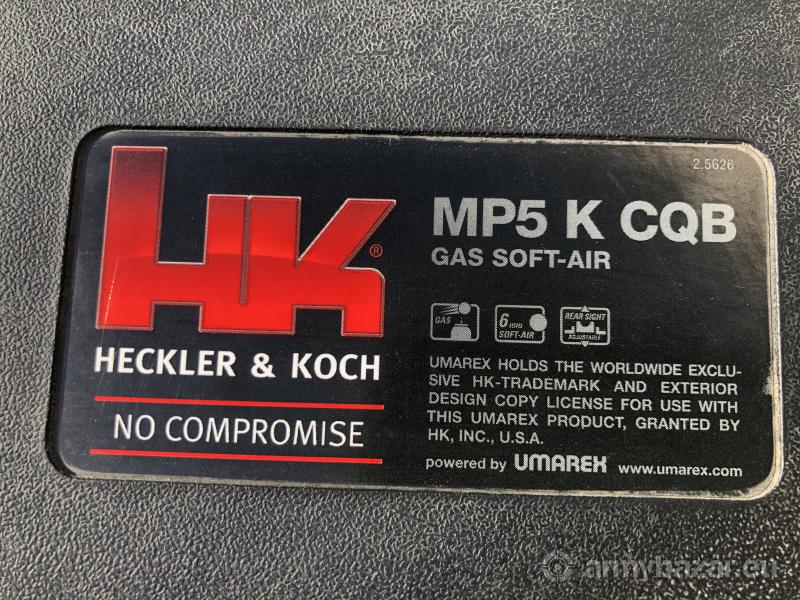 2.5626
HK®
HECKLER & KOCH
NO COMPROMISE
MP5 K CQB
GAS SOFT-AIR
GAS
6 mm
SOFT-AIR
REAR SIGHT
ADJUSTABLE
UMAREX HOLDS THE WORLDWIDE EXCLU-
SIVE HK-TRADEMARK AND EXTERIOR
DESIGN COPY LICENSE FOR USE WITH
THIS UMAREX PRODUCT, GRANTED BY
HK, INC., U.S.A.
powered by UMAREX www.umarex.com
armybazar.eu